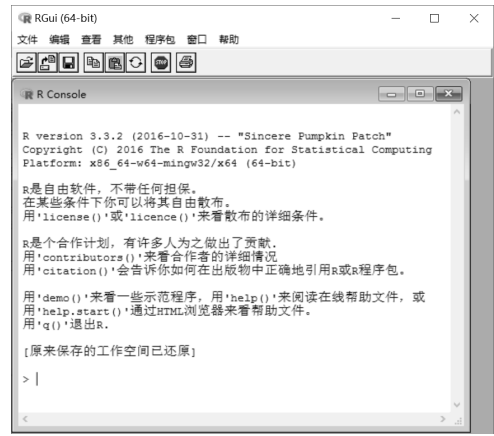 RGui (64-bit)
文件 编辑 查看 其他 程序包 窗口 帮助
STOP
R Console
R version 3.3.2 (2016-10-31) -- "Sincere Pumpkin Patch"
Copyright (C) 2016 The R Foundation for Statistical Computing
Platform: x86_64-w64-mingw32/x64 (64-bit)
R是自由软件，不带任何担保。
在某些条件下你可以将其自由散布。
用'license()'或'licence()'来看散布的详细条件。
R是个合作计划，有许多人为之做出了贡献.
用'contributors()'来看合作者的详细情况
用'citation()'会告诉你如何在出版物中正确地引用R或R程序包。
用'demo()'来看一些示范程序，用'help()'来阅读在线帮助文件，或
用'help.start()'通过HTML浏览器来看帮助文件。
用'q()'退出R.
[原来保存的工作空间已还原]
>